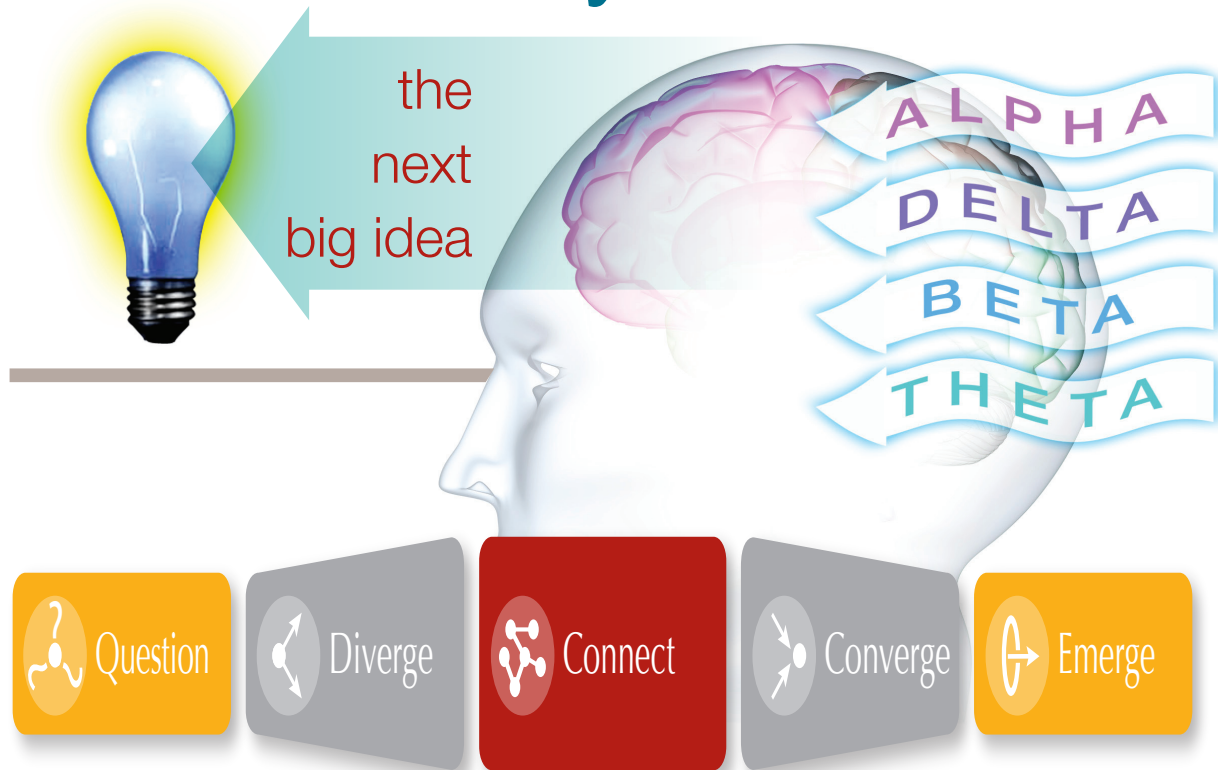 the
next
big idea
ALPHA
DELTA
BETA
THETA
Question
Diverge
Connect
Converge
Emerge